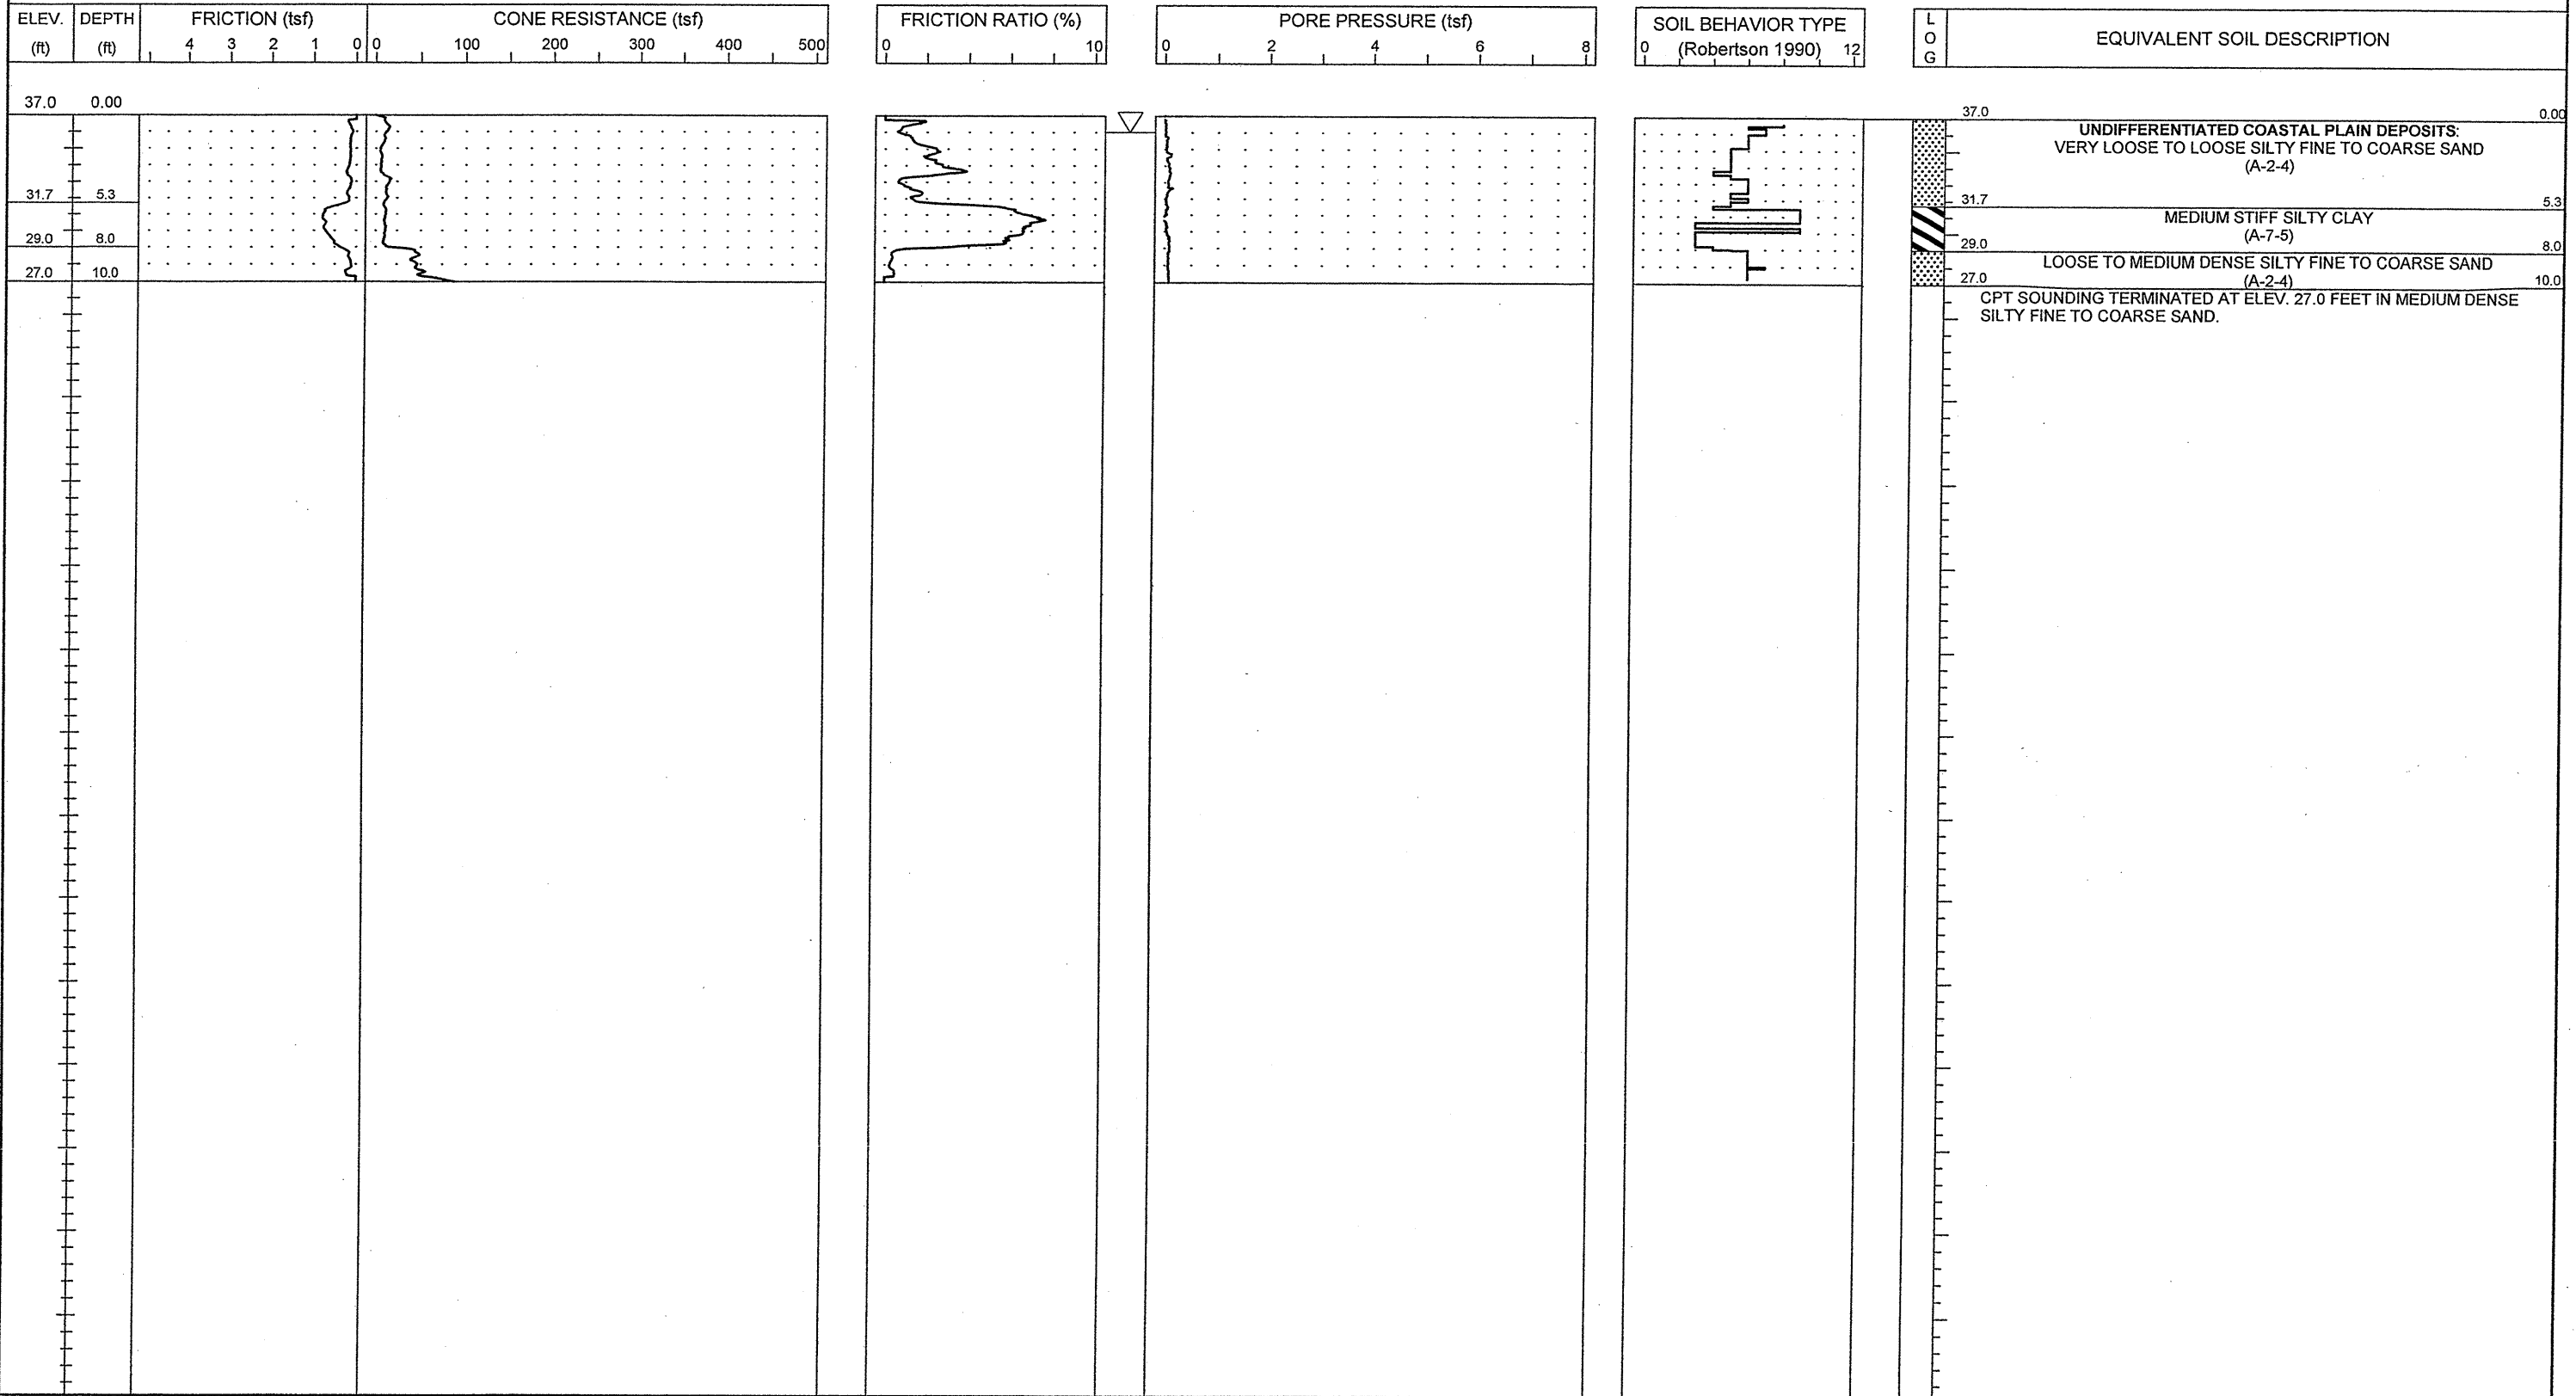 ELEV. (ft)
DEPTH (ft)
FRICTION (tsf)
4 3 2 1 0
CONE RESISTANCE (tsf)
0 100 200 300 400 500
FRICTION RATIO (%)
0 10
PORE PRESSURE (tsf)
0 2 4 6 8
SOIL BEHAVIOR TYPE
(Robertson 1990)
0 12
L
O
G
EQUIVALENT SOIL DESCRIPTION
37.0 0.00
31.7 5.3
29.0 8.0
27.0 10.0
37.0 0.00
UNDIFFERENTIATED COASTAL PLAIN DEPOSITS:
VERY LOOSE TO LOOSE SILTY FINE TO COARSE SAND
(A-2-4)
31.7 5.3
MEDIUM STIFF SILTY CLAY
(A-7-5)
29.0 8.0
LOOSE TO MEDIUM DENSE SILTY FINE TO COARSE SAND
(A-2-4)
27.0 10.0
CPT SOUNDING TERMINATED AT ELEV. 27.0 FEET IN MEDIUM DENSE
SILTY FINE TO COARSE SAND.